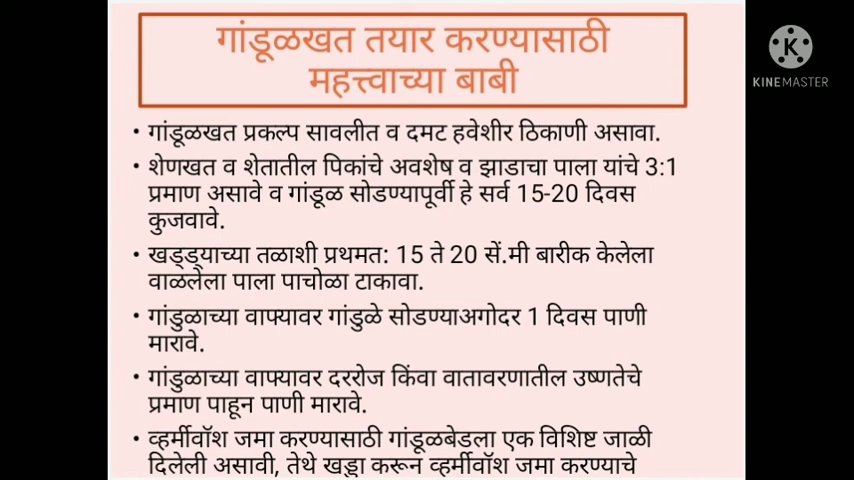 गांडूळखत तयार करण्यासाठी
महत्त्वाच्या बाबी
K
KINEMASTER
• गांडूळखत प्रकल्प सावलीत व दमट हवेशीर ठिकाणी असावा.
• शेणखत व शेतातील पिकांचे अवशेष व झाडाचा पाला यांचे 3:1
प्रमाण असावे व गांडूळ सोडण्यापूर्वी हे सर्व 15-20 दिवस
कुजवावे.
• खड्ड्याच्या तळाशी प्रथमत: 15 ते 20 सें.मी बारीक केलेला
वाळलेला पाला पाचोळा टाकावा.
• गांडुळाच्या वाफ्यावर गांडुळे सोडण्याअगोदर 1 दिवस पाणी
मारावे.
• गांडुळाच्या वाफ्यावर दररोज किंवा वातावरणातील उष्णतेचे
प्रमाण पाहून पाणी मारावे.
• व्हर्मीवॉश जमा करण्यासाठी गांडूळबेडला एक विशिष्ट जाळी
दिलेली असावी, तेथे खड्डा करून व्हर्मीवॉश जमा करण्याचे